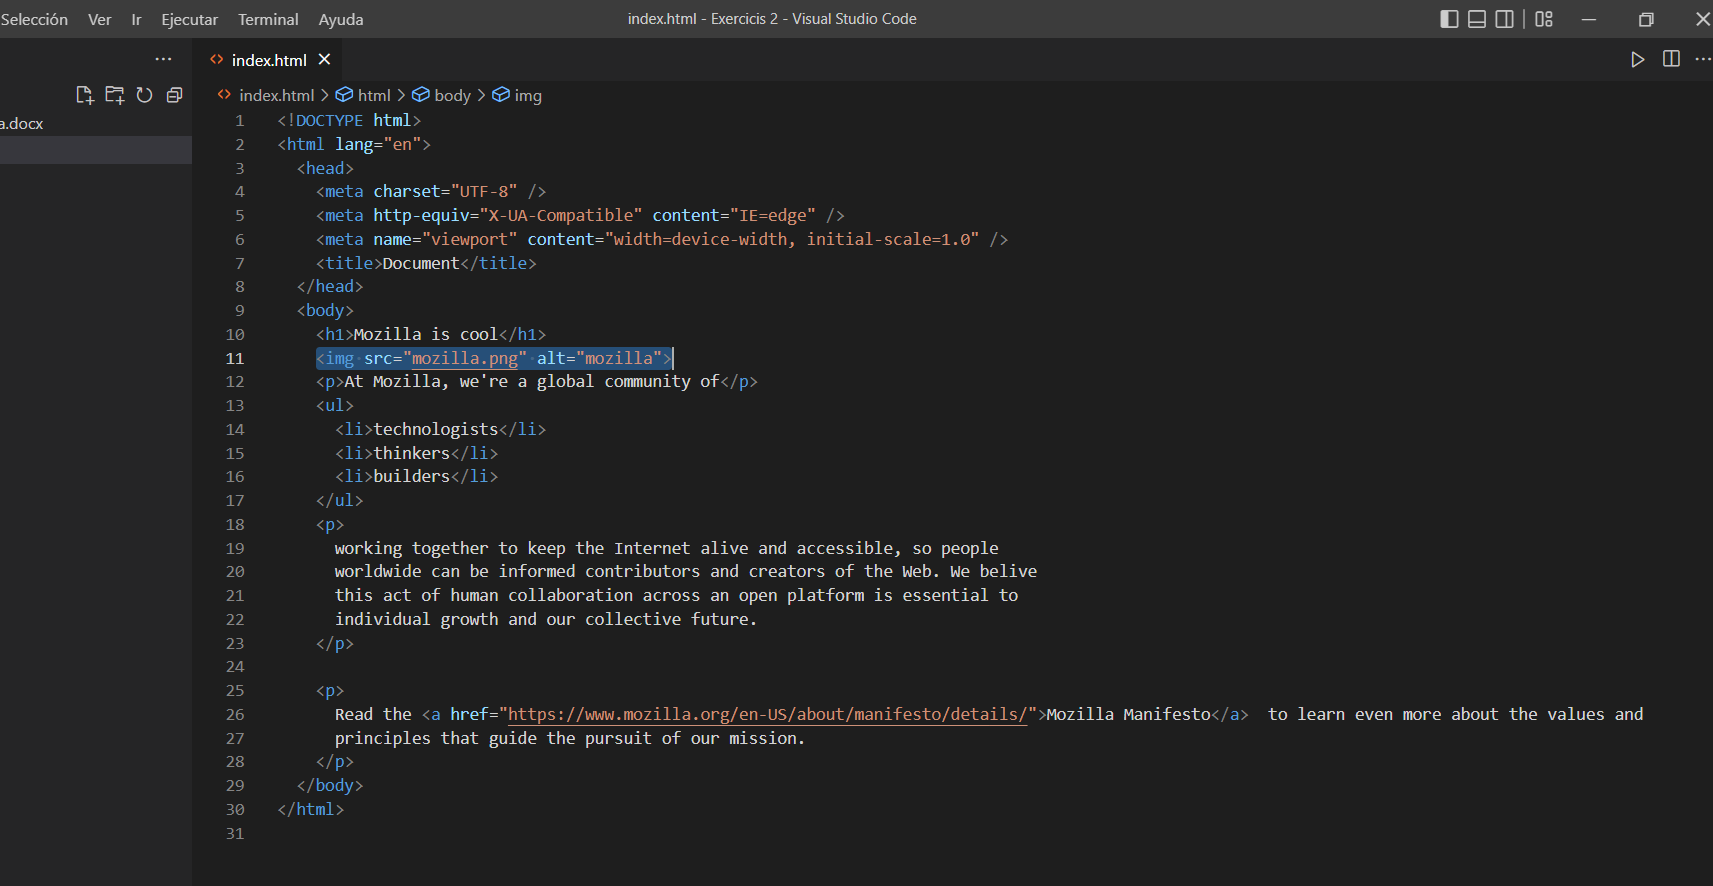 Selección Ver Ir Ejecutar Terminal Ayuda index.html - Exercicis 2 - Visual Studio Code
index.html
index.html > html > body > img
a.docx
1 <!DOCTYPE html>
2 <html lang="en">
3 <head>
4 <meta charset="UTF-8" />
5 <meta http-equiv="X-UA-Compatible" content="IE=edge" />
6 <meta name="viewport" content="width=device-width, initial-scale=1.0" />
7 <title>Document</title>
8 </head>
9 <body>
10 <h1>Mozilla is cool</h1>
11 <img src="mozilla.png" alt="mozilla">
12 <p>At Mozilla, we're a global community of</p>
13 <ul>
14 <li>technologists</li>
15 <li>thinkers</li>
16 <li>builders</li>
17 </ul>
18 <p>
19 working together to keep the Internet alive and accessible, so people
20 worldwide can be informed contributors and creators of the Web. We belive
21 this act of human collaboration across an open platform is essential to
22 individual growth and our collective future.
23 </p>
24
25 <p>
26 Read the <a href="https://www.mozilla.org/en-US/about/manifesto/details/">Mozilla Manifesto</a>  to learn even more about the values and
27 principles that guide the pursuit of our mission.
28 </p>
29 </body>
30 </html>
31